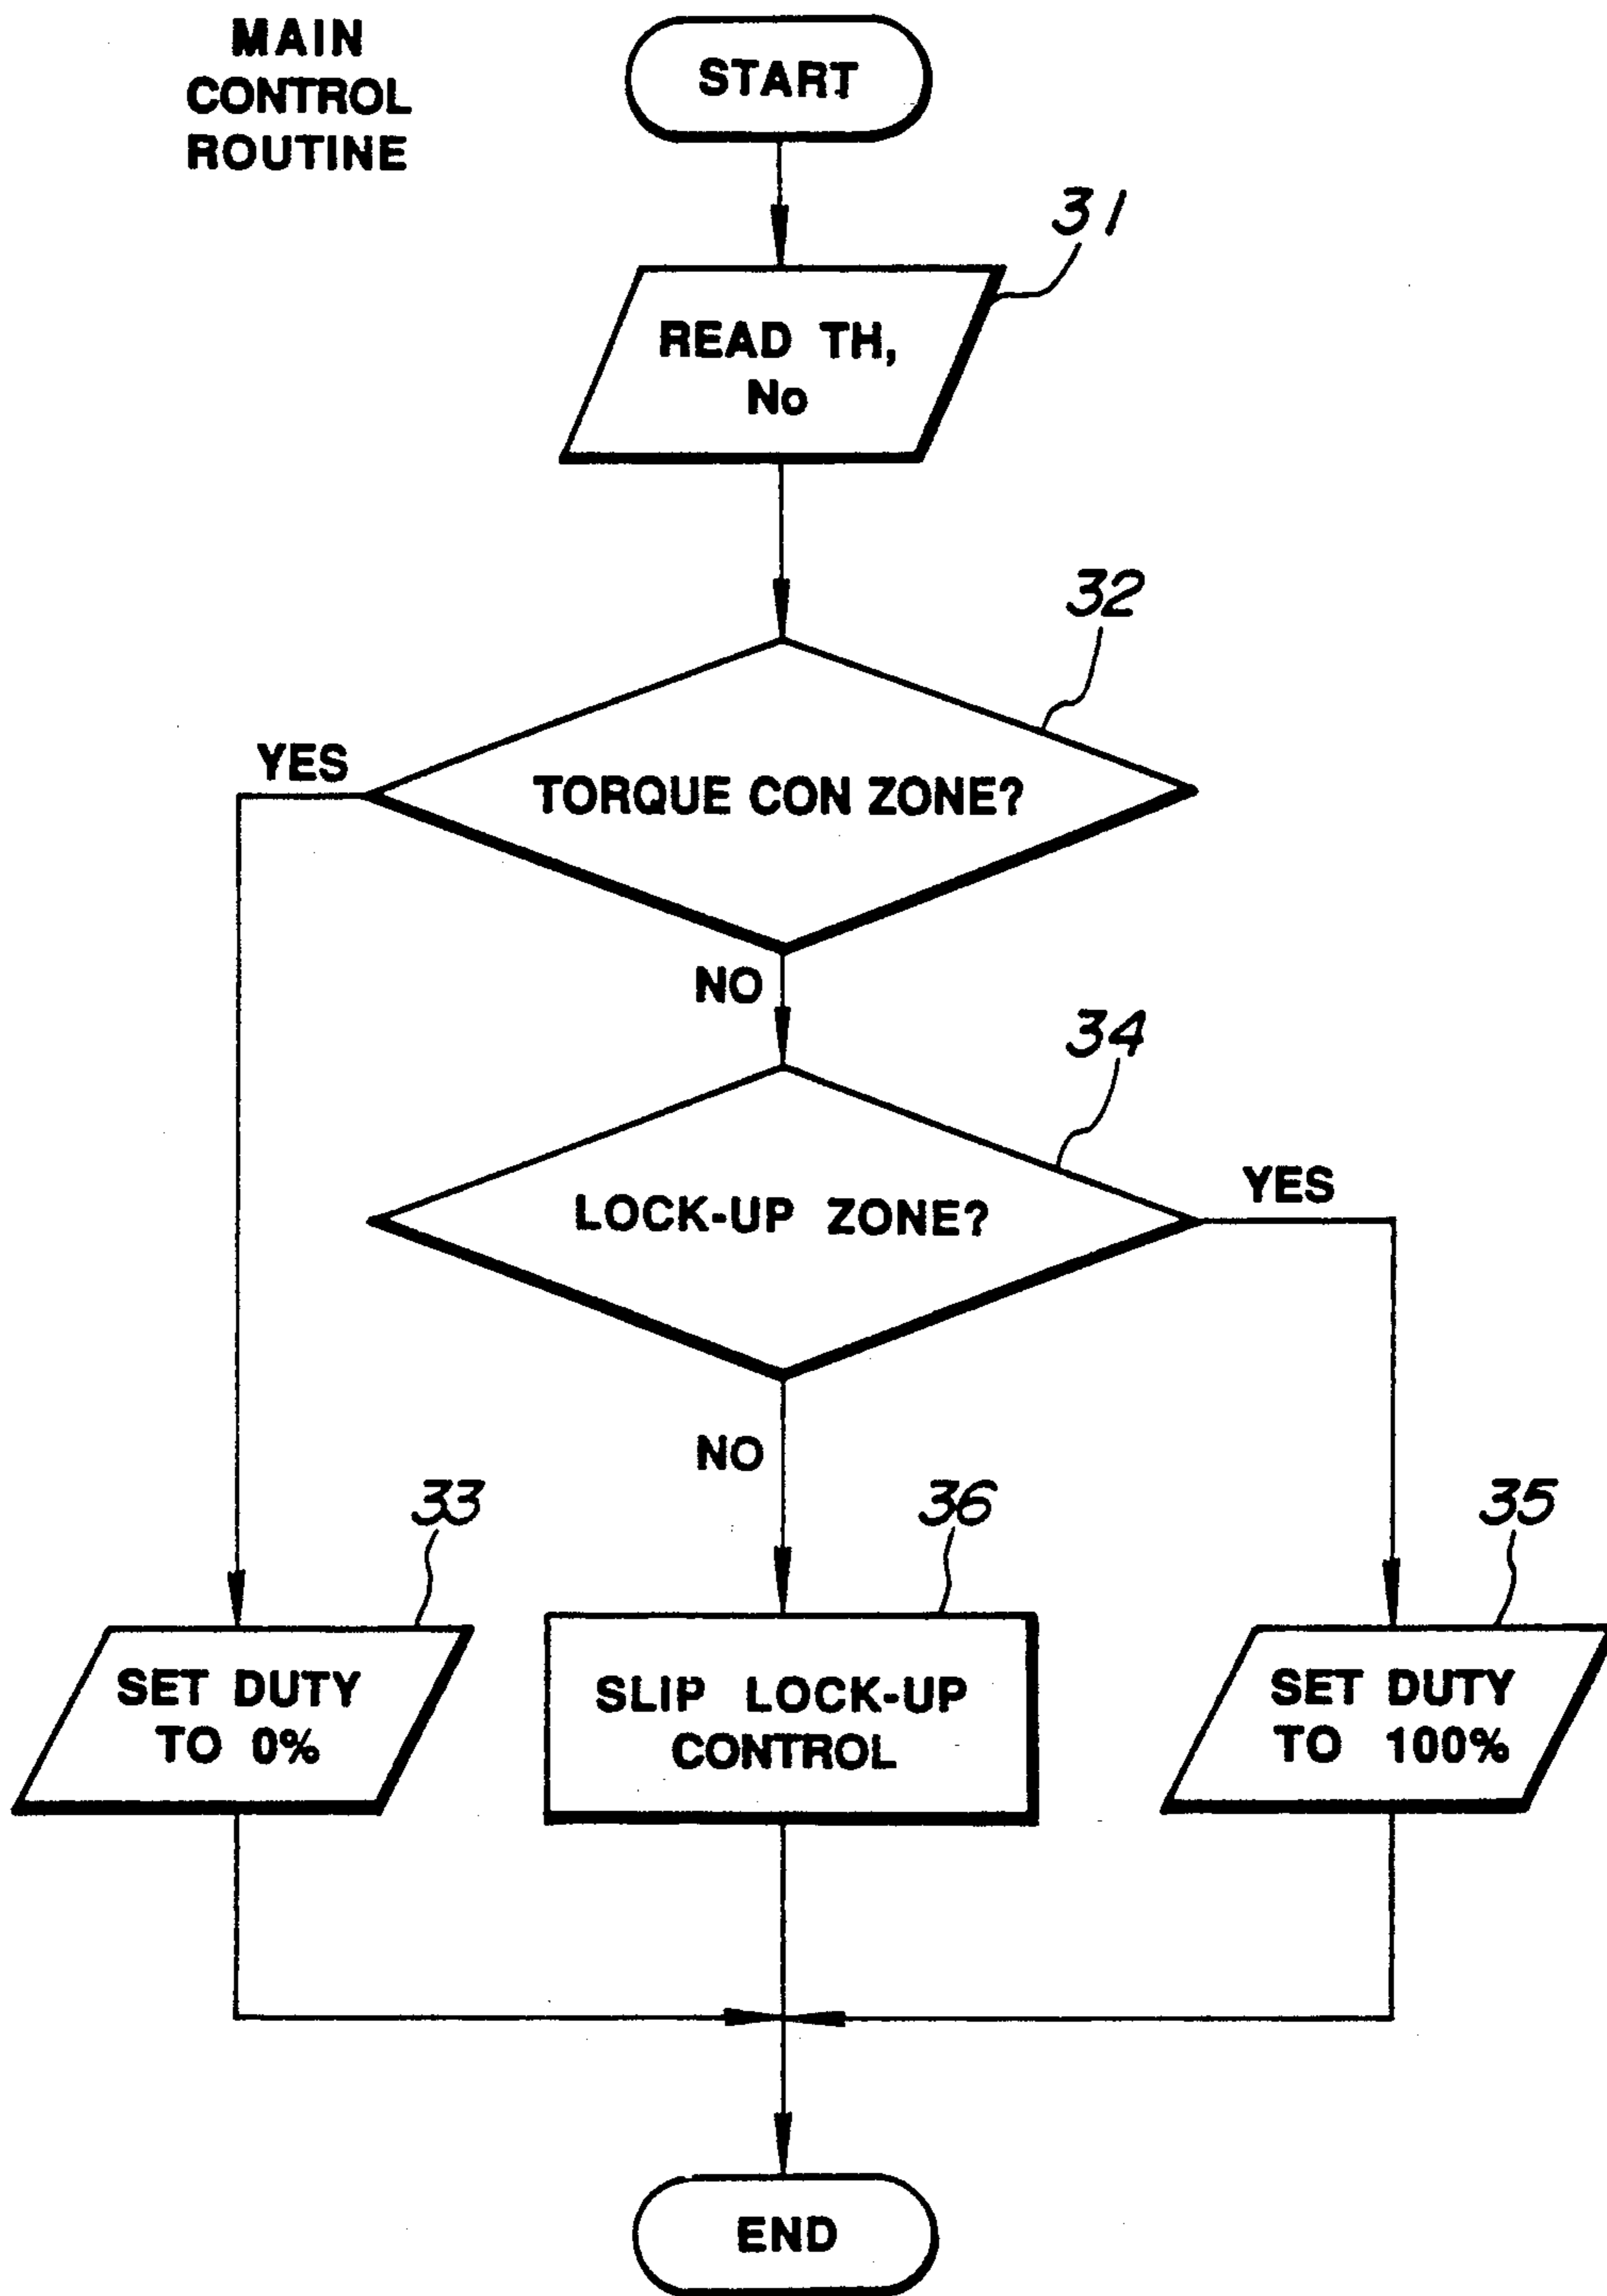 MAIN
CONTROL
ROUTINE
START
31
READ TH,
No
32
YES
TORQUE CON ZONE?
NO
34
YES
LOCK-UP ZONE?
NO
33
36
35
SET DUTY
TO 0%
SLIP LOCK-UP
CONTROL
SET DUTY
TO 100%
END